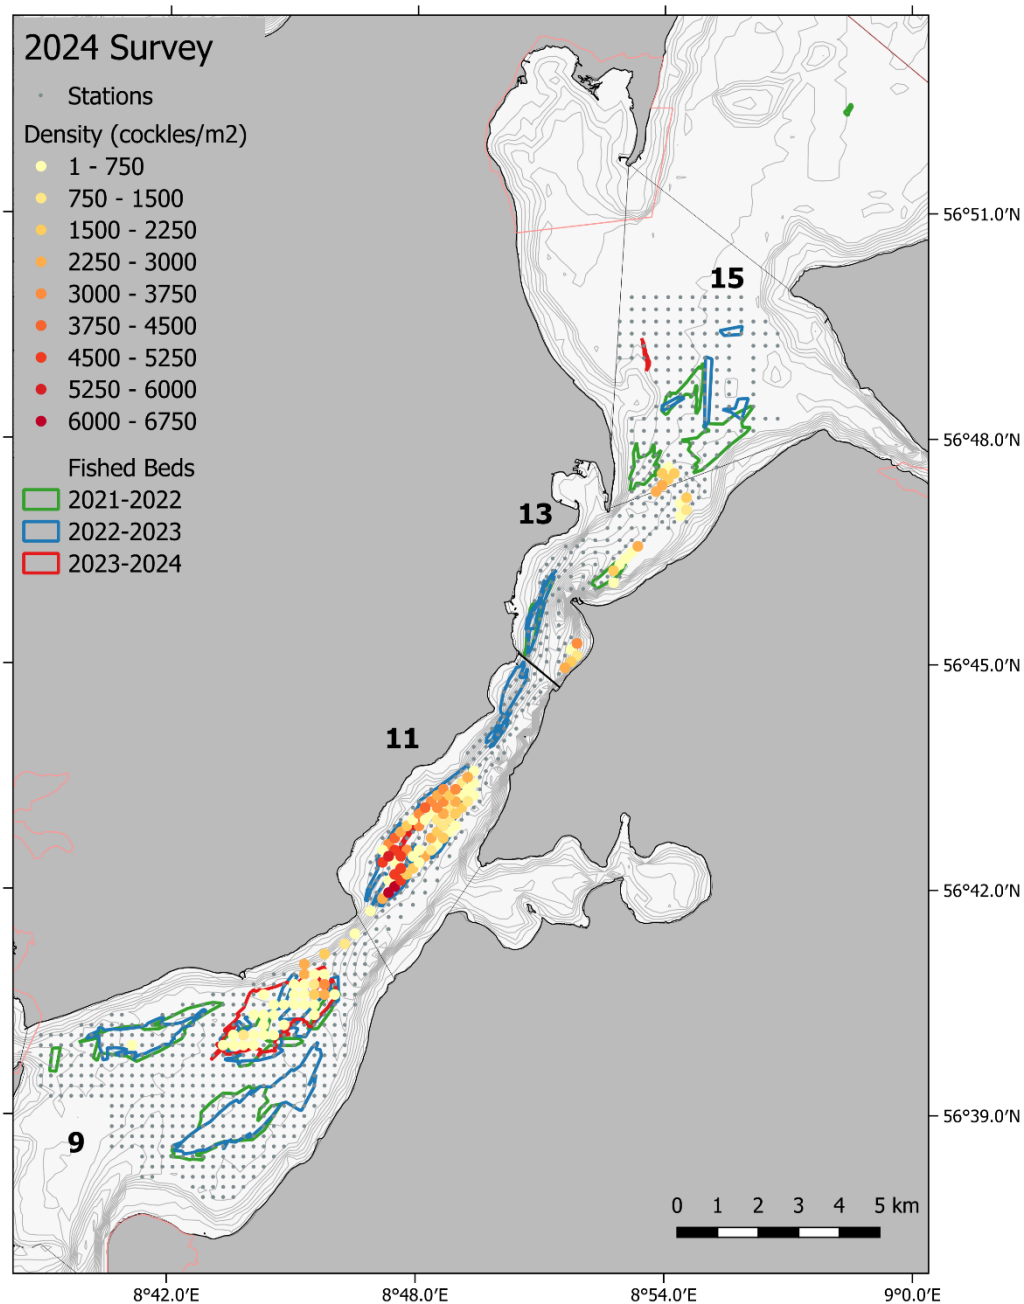 2024 Survey
Stations
Density (cockles/m2)
1 - 750
750 - 1500
1500 - 2250
2250 - 3000
3000 - 3750
3750 - 4500
4500 - 5250
5250 - 6000
6000 - 6750
Fished Beds
2021-2022
2022-2023
2023-2024
15
13
11
9
56°51.0′N
56°48.0′N
56°45.0′N
56°42.0′N
56°39.0′N
0 1 2 3 4 5 km
8°42.0′E 8°48.0′E 8°54.0′E 9°0.0′E